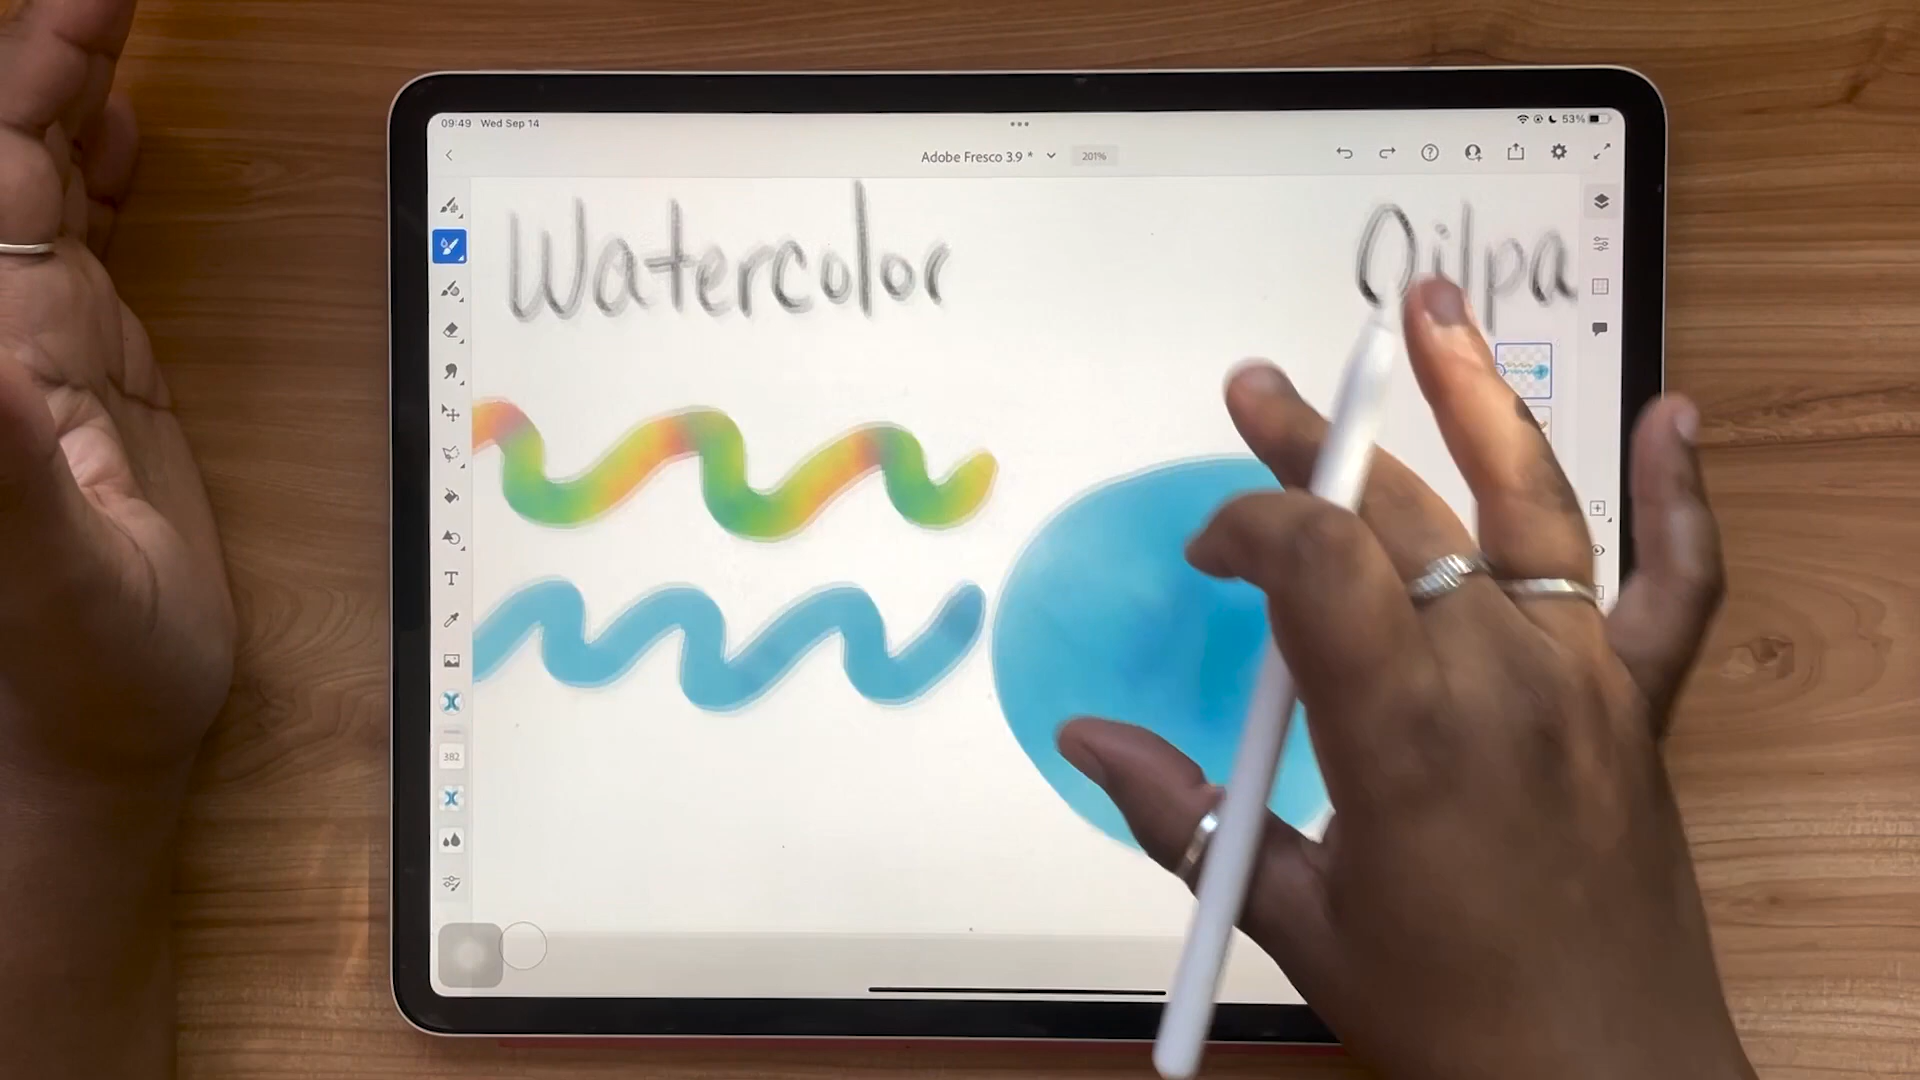 09:49 Wed Sep 14
53%
Adobe Fresco 3.9 *
201%
Watercolor
Oilpa
T
382